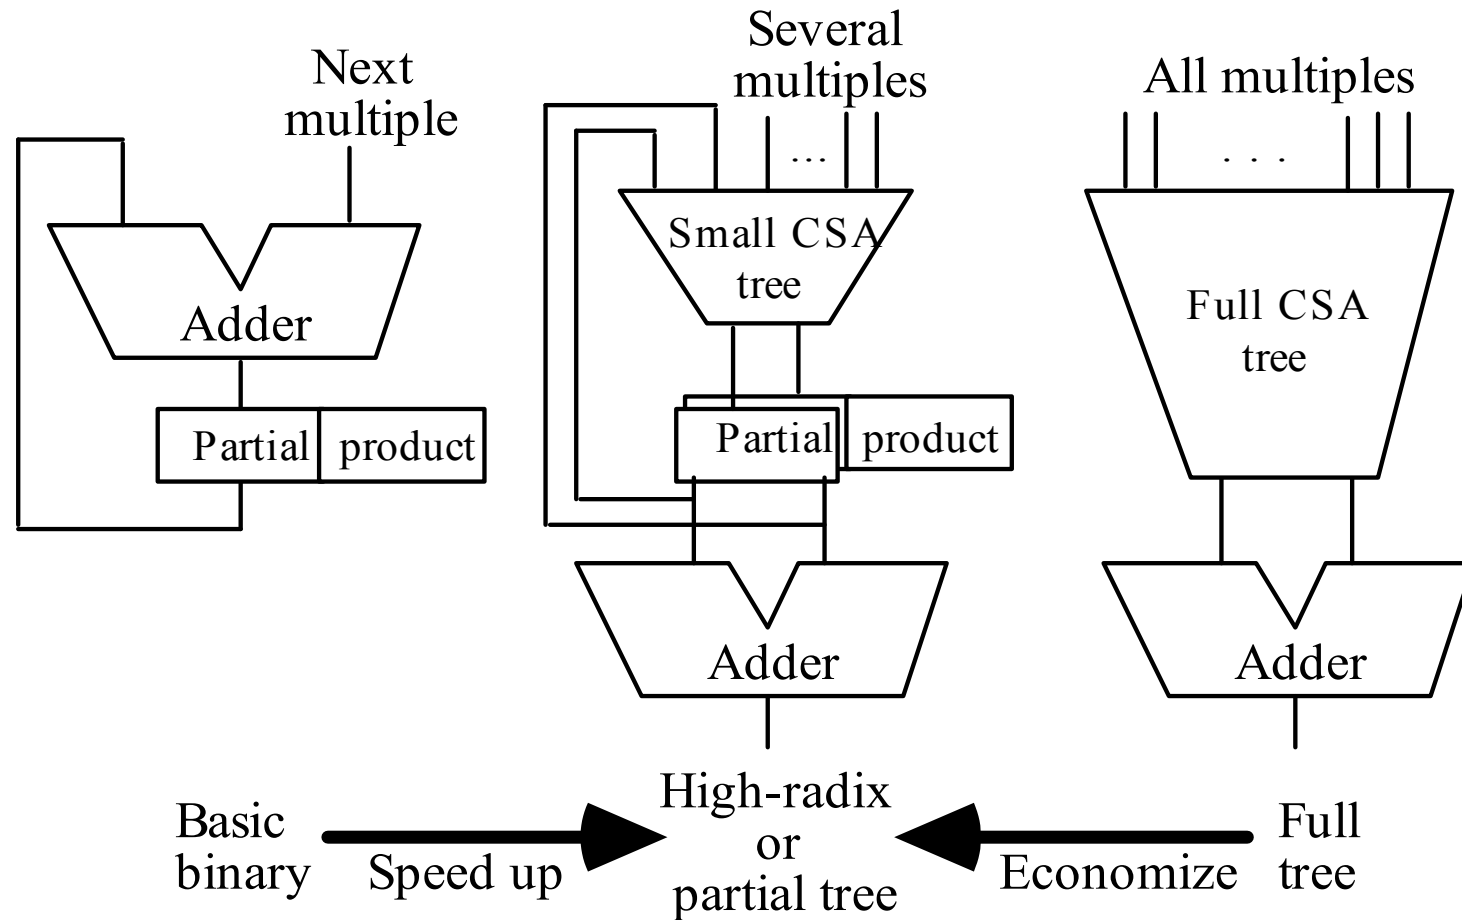 Next
multiple
Adder
Partial product
Several
multiples
...
Small CSA
tree
Partial product
Adder
All multiples
. . .
Full CSA
tree
Adder
Basic
binary
Speed up
High-radix
or
partial tree
Economize
Full
tree